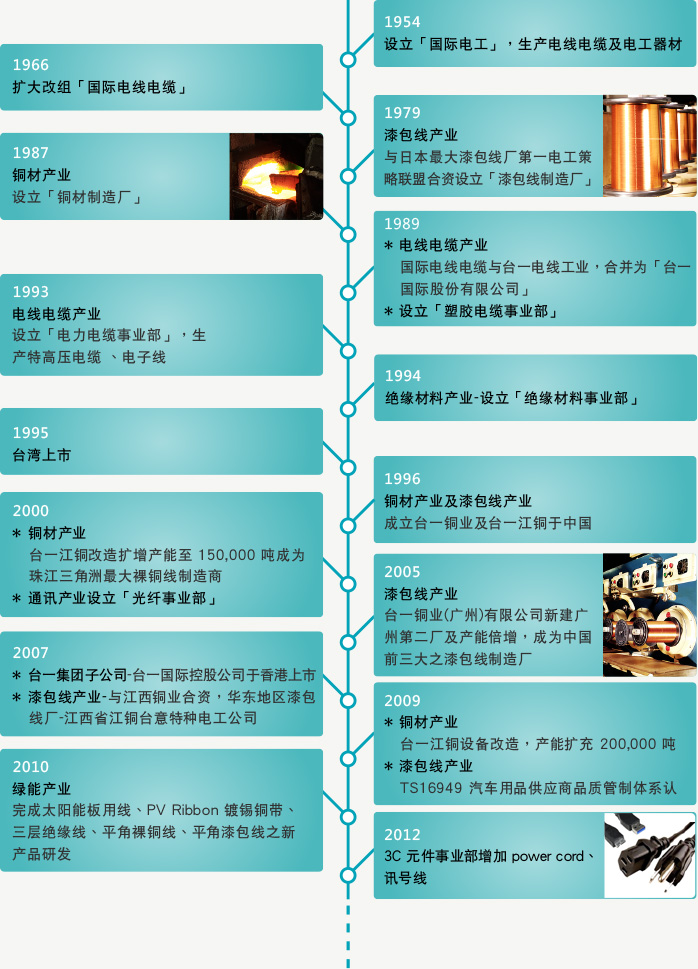 1954
设立「国际电工」，生产电线电缆及电工器材
1966
扩大改组「国际电线电缆」
1979
漆包线产业
与日本最大漆包线厂第一电工策
略联盟合资设立「漆包线制造厂」
1987
铜材产业
设立「铜材制造厂」
1989
* 电线电缆产业
国际电线电缆与台一电线工业，合并为「台一
国际股份有限公司」
* 设立「塑胶电缆事业部」
1993
电线电缆产业
设立「电力电缆事业部」，生
产特高压电缆 、电子线
1994
绝缘材料产业-设立「绝缘材料事业部」
1995
台湾上市
1996
铜材产业及漆包线产业
成立台一铜业及台一江铜于中国
2000
* 铜材产业
台一江铜改造扩增产能至 150,000 吨成为
珠江三角洲最大裸铜线制造商
* 通讯产业设立「光纤事业部」
2005
漆包线产业
台一铜业(广州)有限公司新建广
州第二厂及产能倍增，成为中国
前三大之漆包线制造厂
2007
* 台一集团子公司-台一国际控股公司于香港上市
* 漆包线产业-与江西铜业合资，华东地区漆包
线厂-江西省江铜台意特种电工公司
2009
* 铜材产业
台一江铜设备改造，产能扩充 200,000 吨
* 漆包线产业
TS16949 汽车用品供应商品质管制体系认
2010
绿能产业
完成太阳能板用线、PV Ribbon 镀锡铜带、
三层绝缘线、平角裸铜线、平角漆包线之新
产品研发
2012
3C 元件事业部增加 power cord、
讯号线